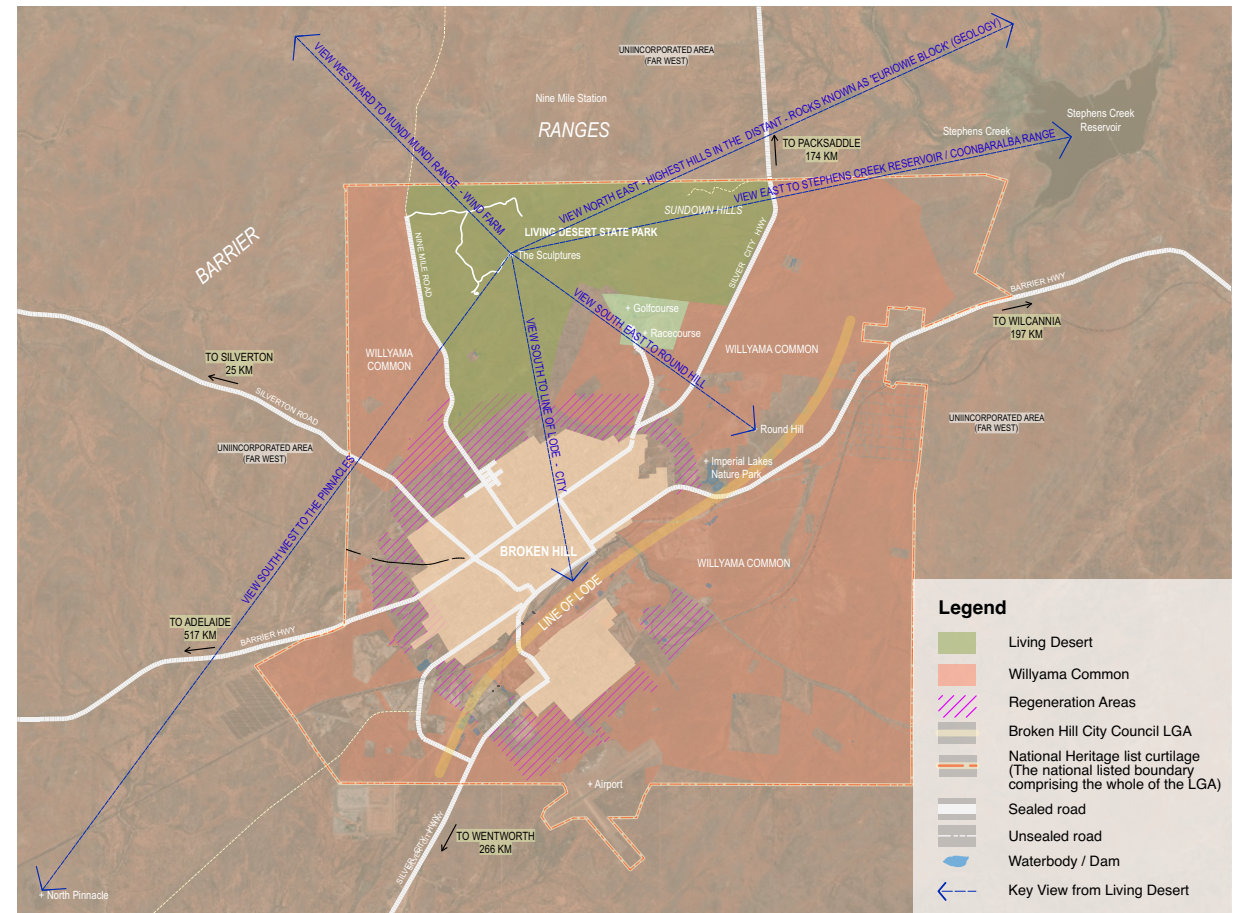 VIEW WESTWARD TO MUNDI MUNDI RANGE - WIND FARM
UNIINCORPORATED AREA
(FAR WEST)
VIEW NORTH EAST - HIGHEST HILLS IN THE DISTANT - ROCKS KNOWN AS 'EURIOWIE BLOCK' (GEOLOGY)
Nine Mile Station
RANGES
Stephens Creek
Reservoir
Stephens Creek
TO PACKSADDLE
174 KM
VIEW EAST TO STEPHENS CREEK RESERVOIR / COONBARALBA RANGE
SUNDOWN HILLS
LIVING DESERT STATE PARK
The Sculptures
BARRIER
NINE MILE ROAD
SILVER CITY HWY
BARRIER HWY
VIEW SOUTH EAST TO ROUND HILL
+ Golfcourse
+ Racecourse
TO WILCANNIA
197 KM
WILLYAMA
COMMON
WILLYAMA COMMON
TO SILVERTON
25 KM
SILVERTON ROAD
VIEW SOUTH TO LINE OF LODE - CITY
UNIINCORPORATED AREA
(FAR WEST)
Round Hill
UNIINCORPORATED AREA
(FAR WEST)
+ Imperial Lakes
Nature Park
VIEW SOUTH WEST TO THE PINNACLES
BROKEN HILL
WILLYAMA COMMON
LINE OF LODE
TO ADELAIDE
517 KM
BARRIER HWY
+ Airport
SILVER CITY HWY
TO WENTWORTH
266 KM
+ North Pinnacle
Legend
Living Desert
Willyama Common
Regeneration Areas
Broken Hill City Council LGA
National Heritage list curtilage
(The national listed boundary
comprising the whole of the LGA)
Sealed road
Unsealed road
Waterbody / Dam
Key View from Living Desert